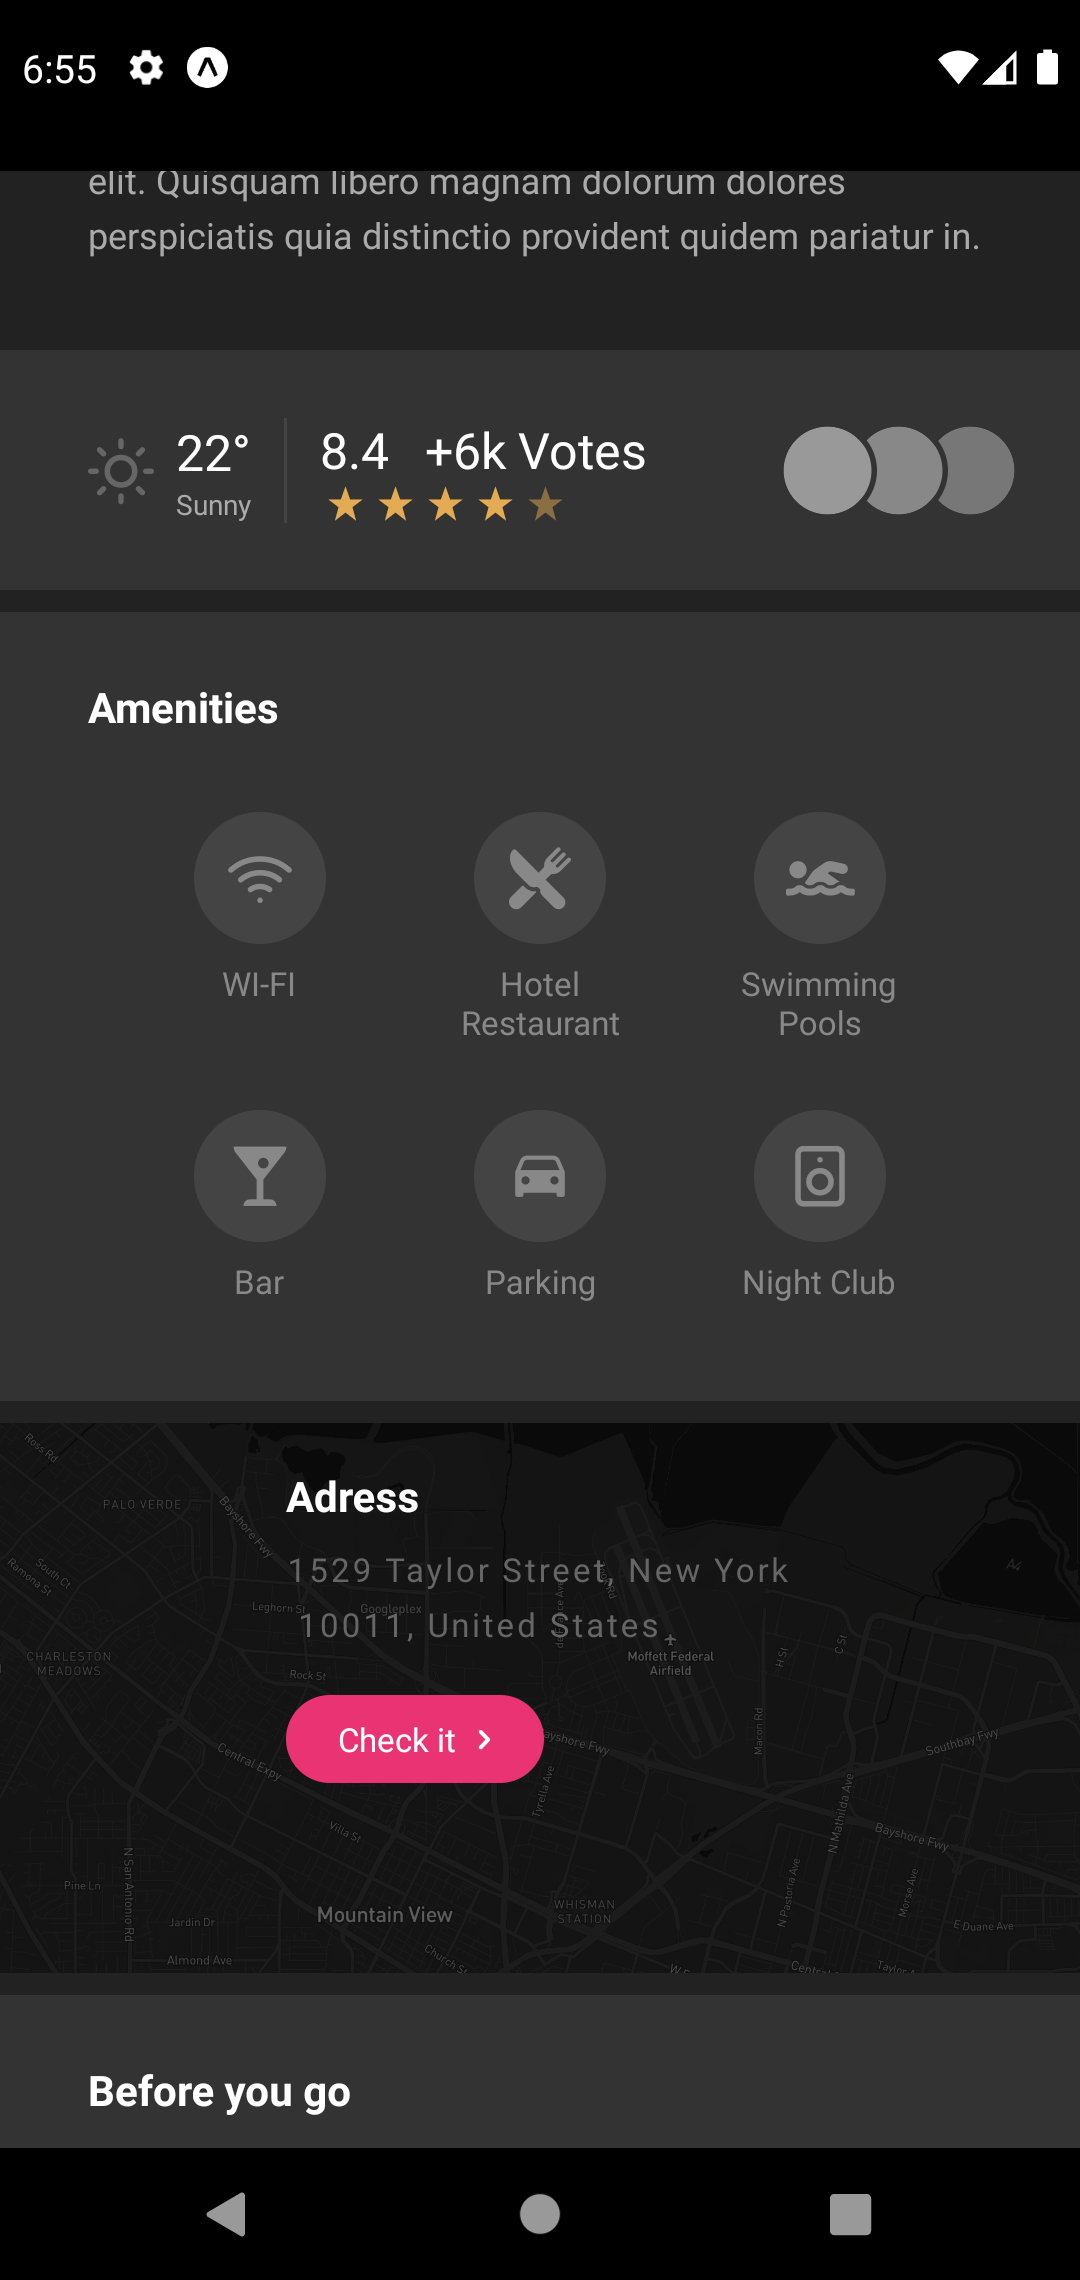 6:55
elit. Quisquam libero magnam dolorum dolores
perspiciatis quia distinctio provident quidem pariatur in.
22°
Sunny
8.4 +6k Votes
Amenities
WI-FI
Hotel
Restaurant
Swimming
Pools
Bar
Parking
Night Club
Ross Rd
PALO VERDE
Bayshore Fwy
Adress
South Ct
Ramona St
1529 Taylor Street, New York
A4
Leghorn St
Googleplex
10011, United States
CHARLESTON
MEADOWS
C St
H St
Moffett Federal
Airfield
Rock St
Check it
Bayshore Fwy
Macon Rd
Southbay Fwy
Central Expy
Tyrella Ave
N Mathilda Ave
Villa St
Bayshore Fwy
Pine Ln
N San Antonio Rd
N Pastoria Ave
Morse Ave
Mountain View
WHISMAN
STATION
Jardin Dr
E Duane Ave
Almond Ave
Church St
Before you go